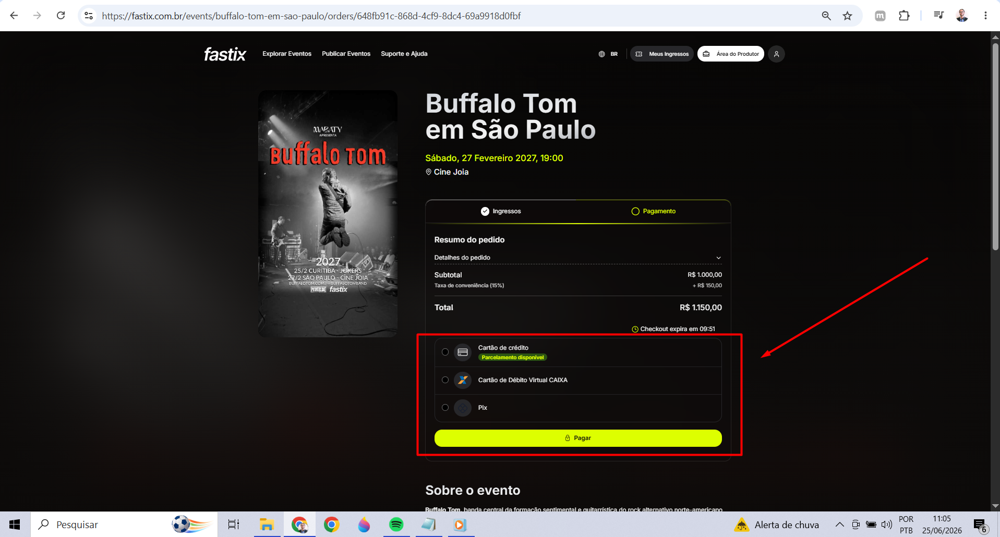 https://fastix.com.br/events/buffalo-tom-em-sao-paulo/orders/648fb91c-868d-4cf9-8dc4-69a9918d0fbf
m
fastix
Explorar Eventos
Publicar Eventos
Suporte e Ajuda
BR
Meus Ingressos
Área do Produtor
MABATY
APRESENTA
Buffalo Tom
2027
25/2 CURITIBA - JOKERS
27/2 SÃO PAULO - CINE JOIA
BUFFALOTOM.COM / @BUFFALOTOMBAND
POWERLINE fastix
Buffalo Tom
em São Paulo
Sábado, 27 Fevereiro 2027, 19:00
Cine Joia
Ingressos
Pagamento
Resumo do pedido
Detalhes do pedido
Subtotal R$ 1.000,00
Taxa de conveniência (15%) + R$ 150,00
Total R$ 1.150,00
Checkout expira em 09:51
Cartão de crédito
Parcelamento disponível
Cartão de Débito Virtual CAIXA
Pix
Pagar
Sobre o evento
Buffalo Tom, banda central da formação sentimental e guitarrística do rock alternativo norte-americano
Pesquisar
Alerta de chuva
POR
PTB
11:05
25/06/2026
6